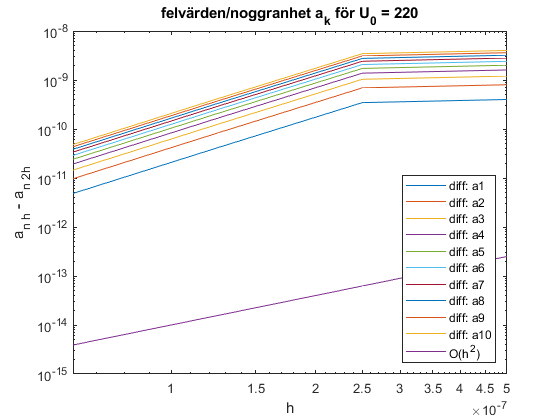 felvärden/noggranhet a_k för U_0 = 220
10^-8
10^-9
10^-10
10^-11
10^-12
10^-13
10^-14
10^-15
a_n h - a_n 2h
diff: a1
diff: a2
diff: a3
diff: a4
diff: a5
diff: a6
diff: a7
diff: a8
diff: a9
diff: a10
O(h^2)
1 1.5 2 2.5 3 3.5 4 4.5 5
h
×10^-7